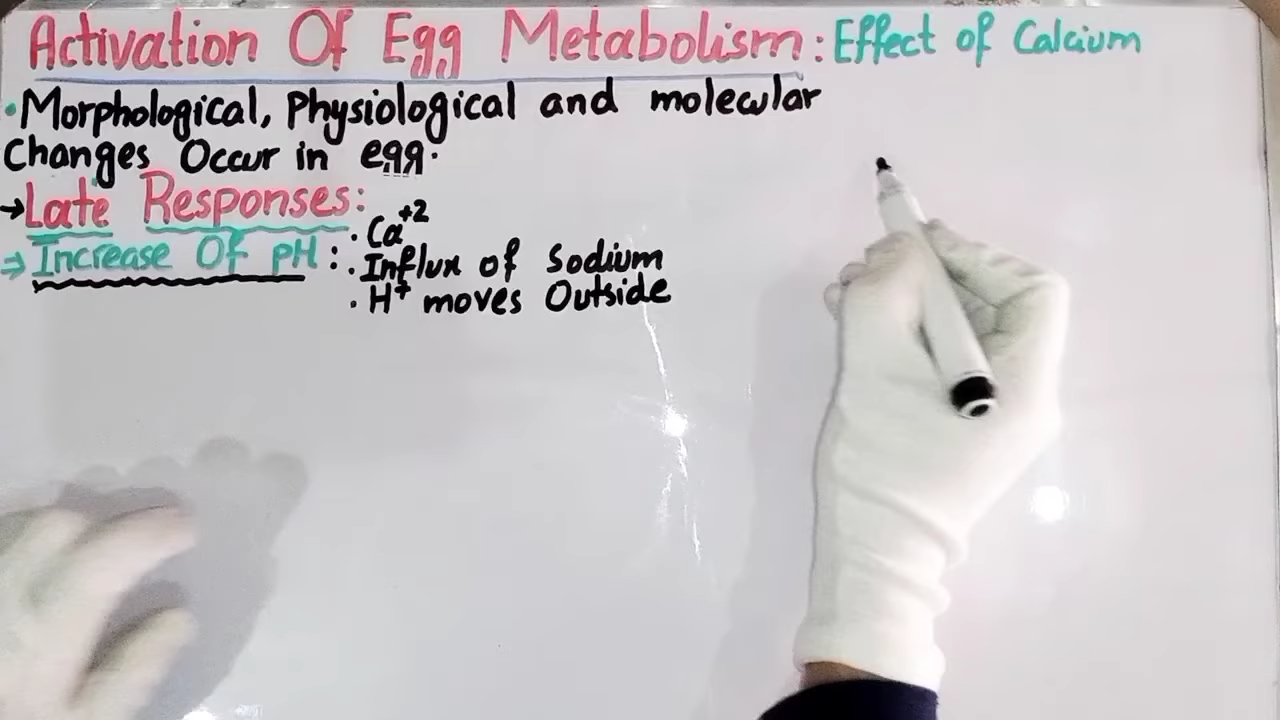 Activation Of Egg Metabolism: Effect of Calcium
• Morphological, Physiological and molecular
Changes Occur in egg.
→ Late Responses:
⇒ Increase Of pH : • Ca+2
• Influx of Sodium
• H+ moves Outside